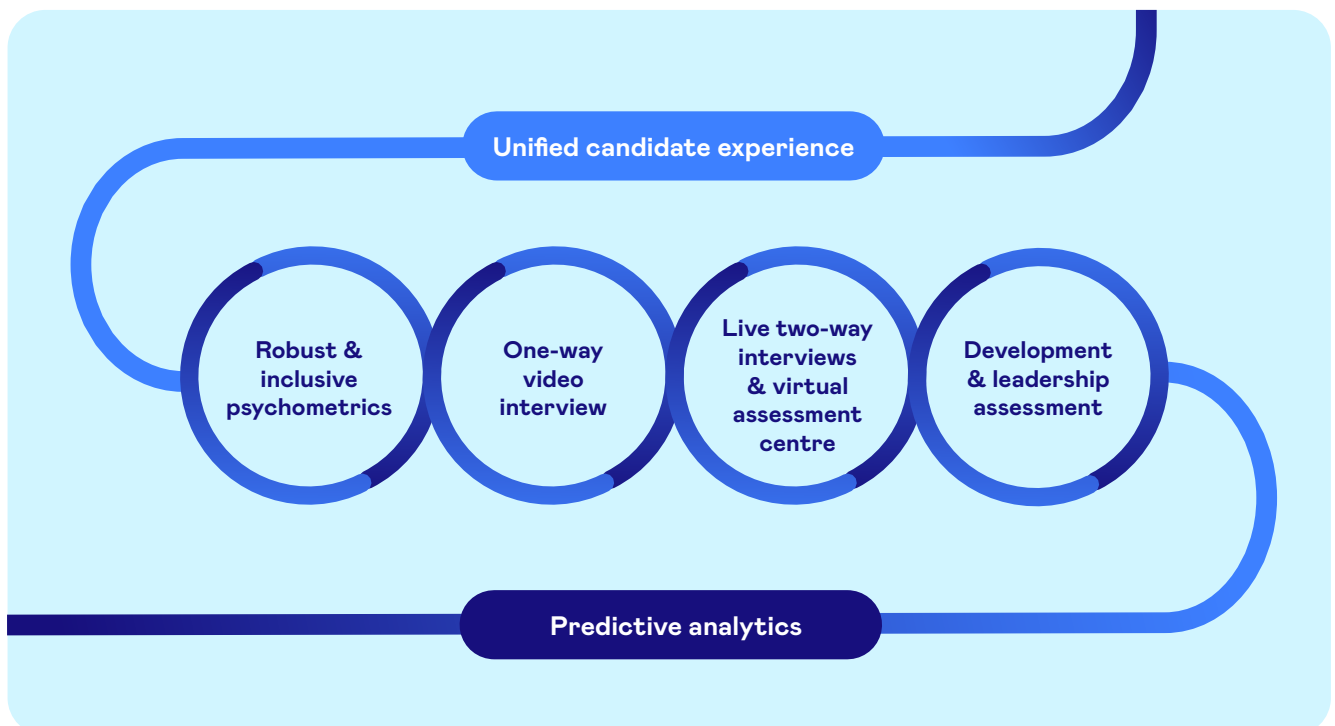 Unified candidate experience
Robust &
inclusive
psychometrics
One-way
video
interview
Live two-way
interviews
& virtual
assessment
centre
Development
& leadership
assessment
Predictive analytics